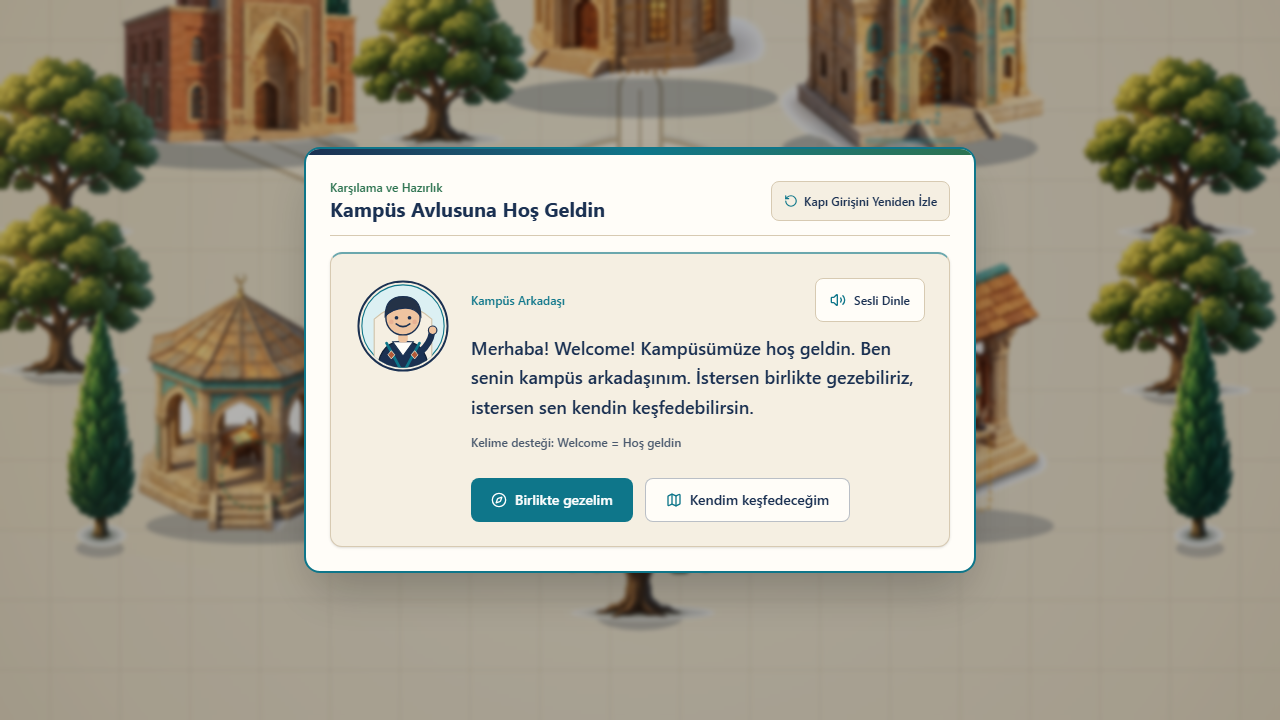 Karşılama ve Hazırlık
Kampüs Avlusuna Hoş Geldin
Kapı Girişini Yeniden İzle
Kampüs Arkadaşı
Sesli Dinle
Merhaba! Welcome! Kampüsümüze hoş geldin. Ben
senin kampüs arkadaşınım. İstersen birlikte gezebiliriz,
istersen sen kendin keşfedebilirsin.
Kelime desteği: Welcome = Hoş geldin
Birlikte gezelim
Kendim keşfedeceğim